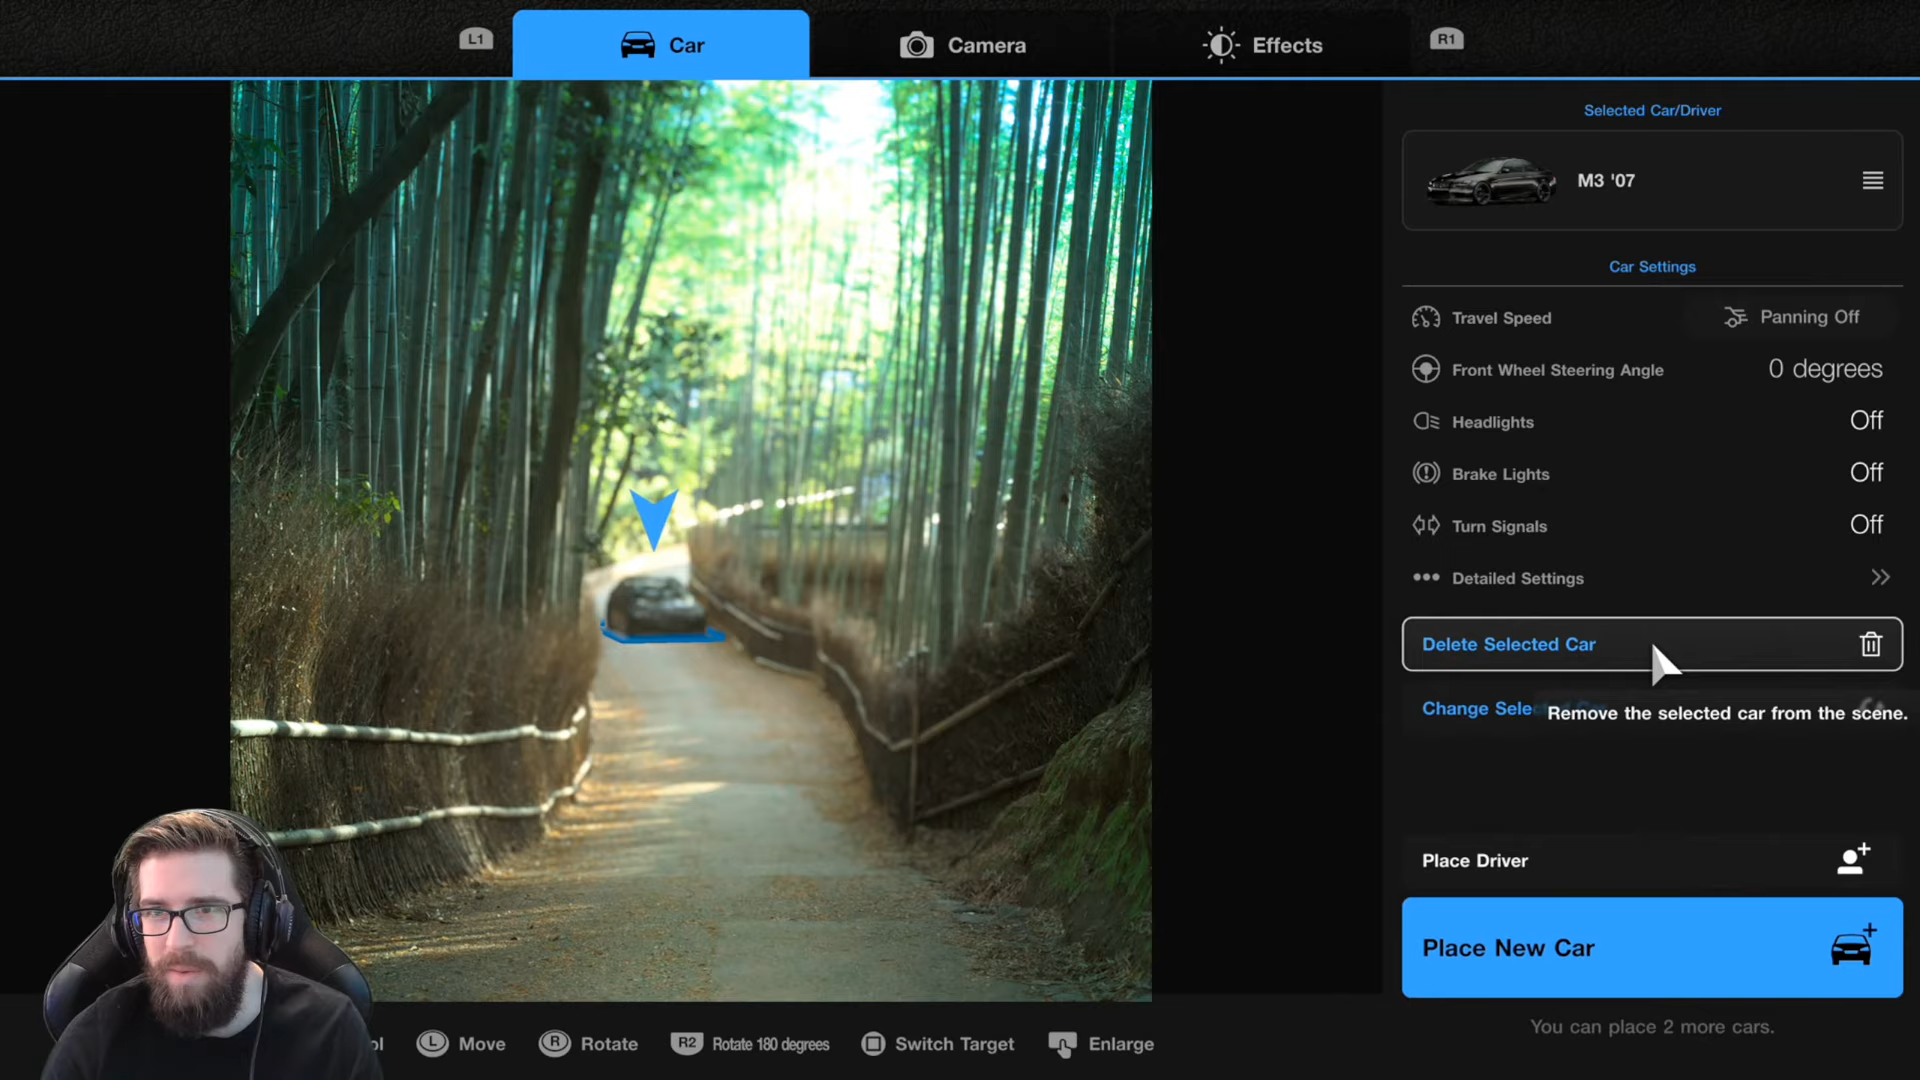 L1 Car Camera Effects R1
Selected Car/Driver
M3 '07
Car Settings
Travel Speed Panning Off
Front Wheel Steering Angle 0 degrees
Headlights Off
Brake Lights Off
Turn Signals Off
Detailed Settings
Delete Selected Car
Change Sele
Remove the selected car from the scene.
Place Driver
Place New Car
You can place 2 more cars.
ol L Move R Rotate R2 Rotate 180 degrees Switch Target Enlarge